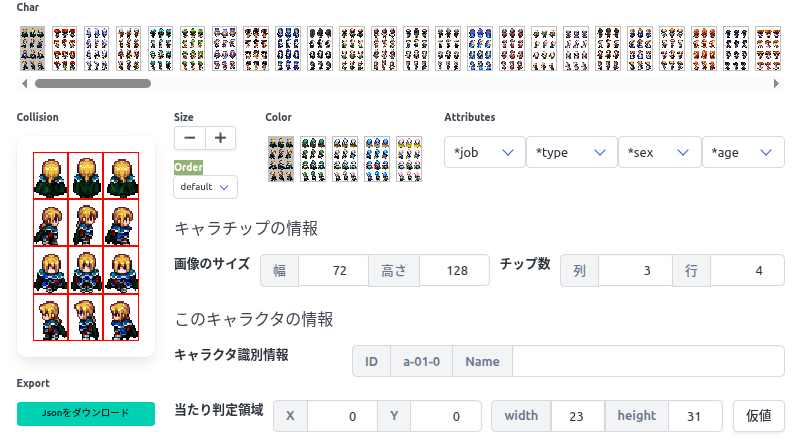 Char
Collision
Size
Color
Attributes
*job
*type
*sex
*age
Order
default
キャラチップの情報
画像のサイズ 幅 72 高さ 128 チップ数 列 3 行 4
このキャラクタの情報
キャラクタ識別情報 ID a-01-0 Name
Export
Jsonをダウンロード
当たり判定領域 X 0 Y 0 width 23 height 31 仮値